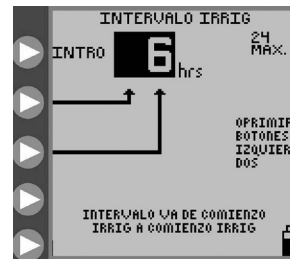 INTERVALO IRRIG
INTRO 6 hrs
24 MAX.
OPRIMIR
BOTONES
IZQUIER
DOS
INTERVALO VA DE COMIENZO
IRRIG A COMIENZO IRRIG